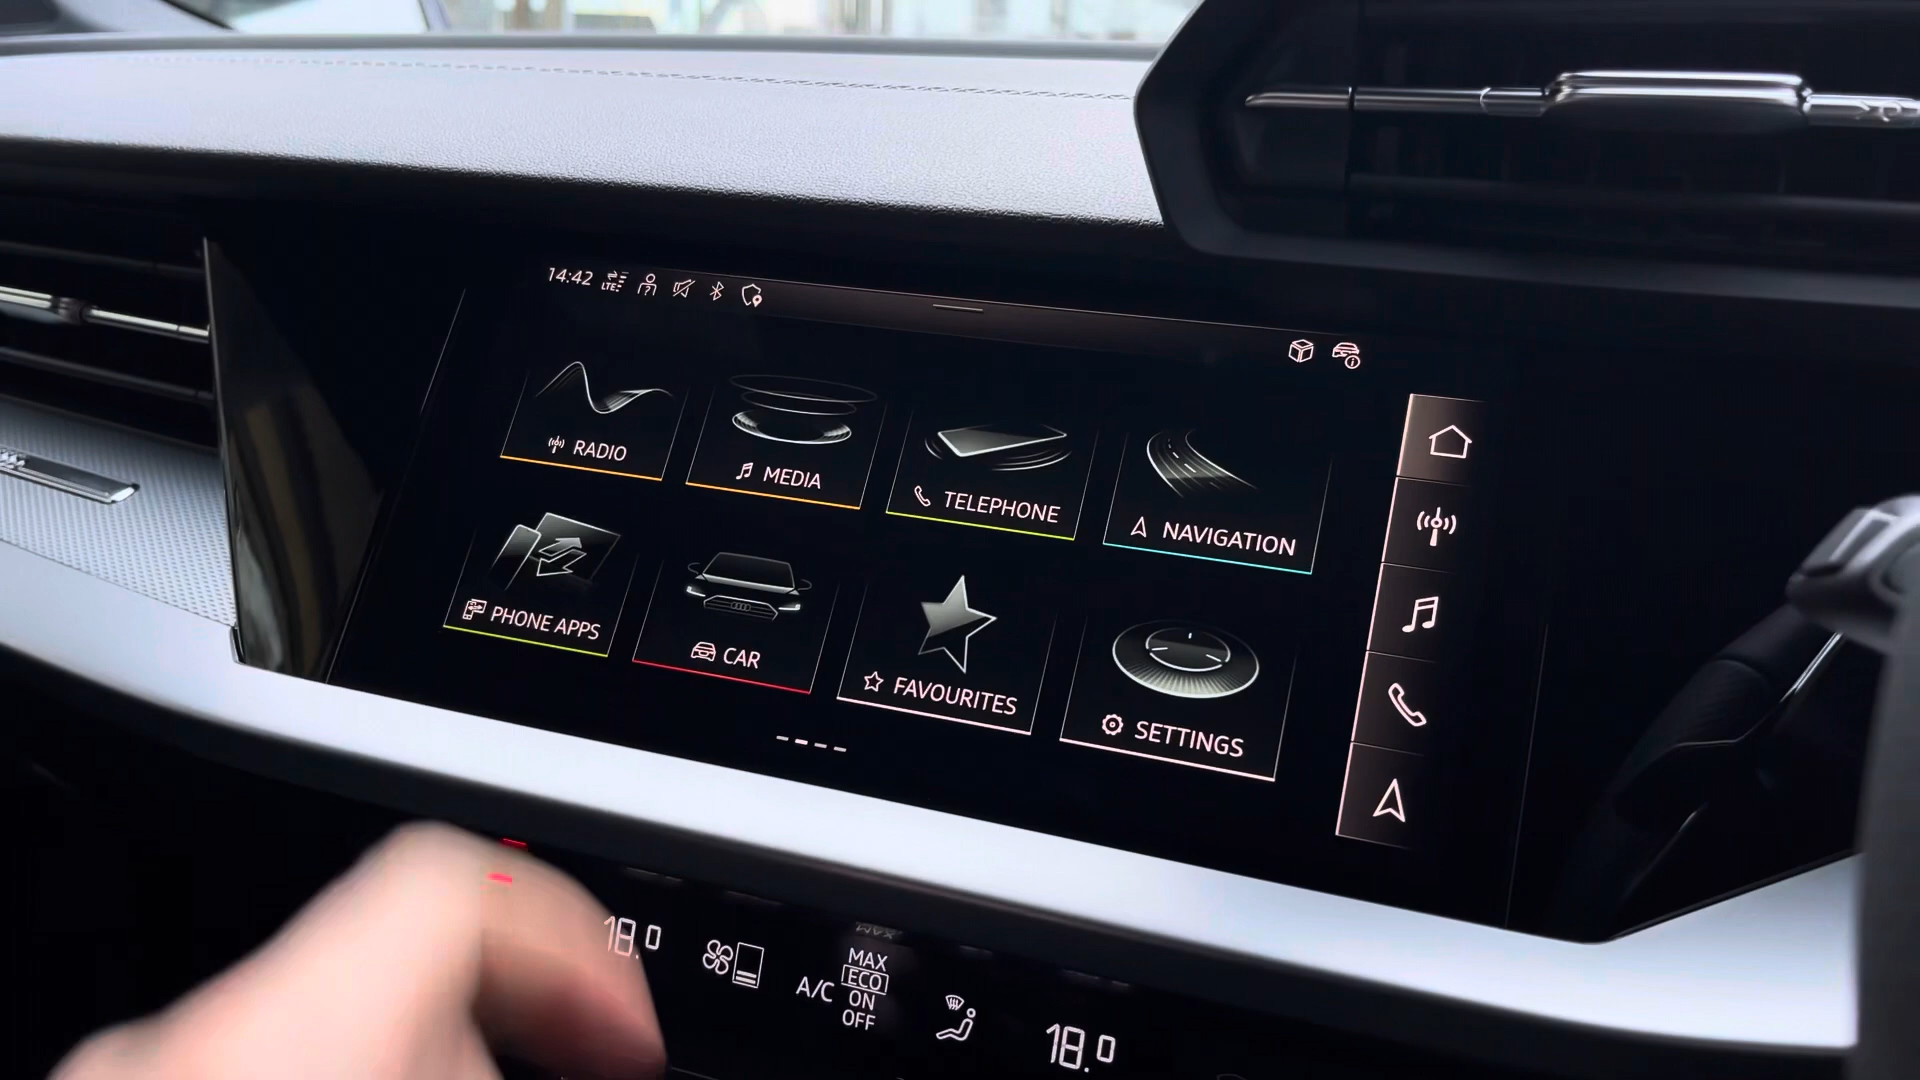 14:42
LTE
RADIO
MEDIA
TELEPHONE
NAVIGATION
PHONE APPS
CAR
FAVOURITES
SETTINGS
18.0
A/C
MAX
ECO
ON
OFF
18.0